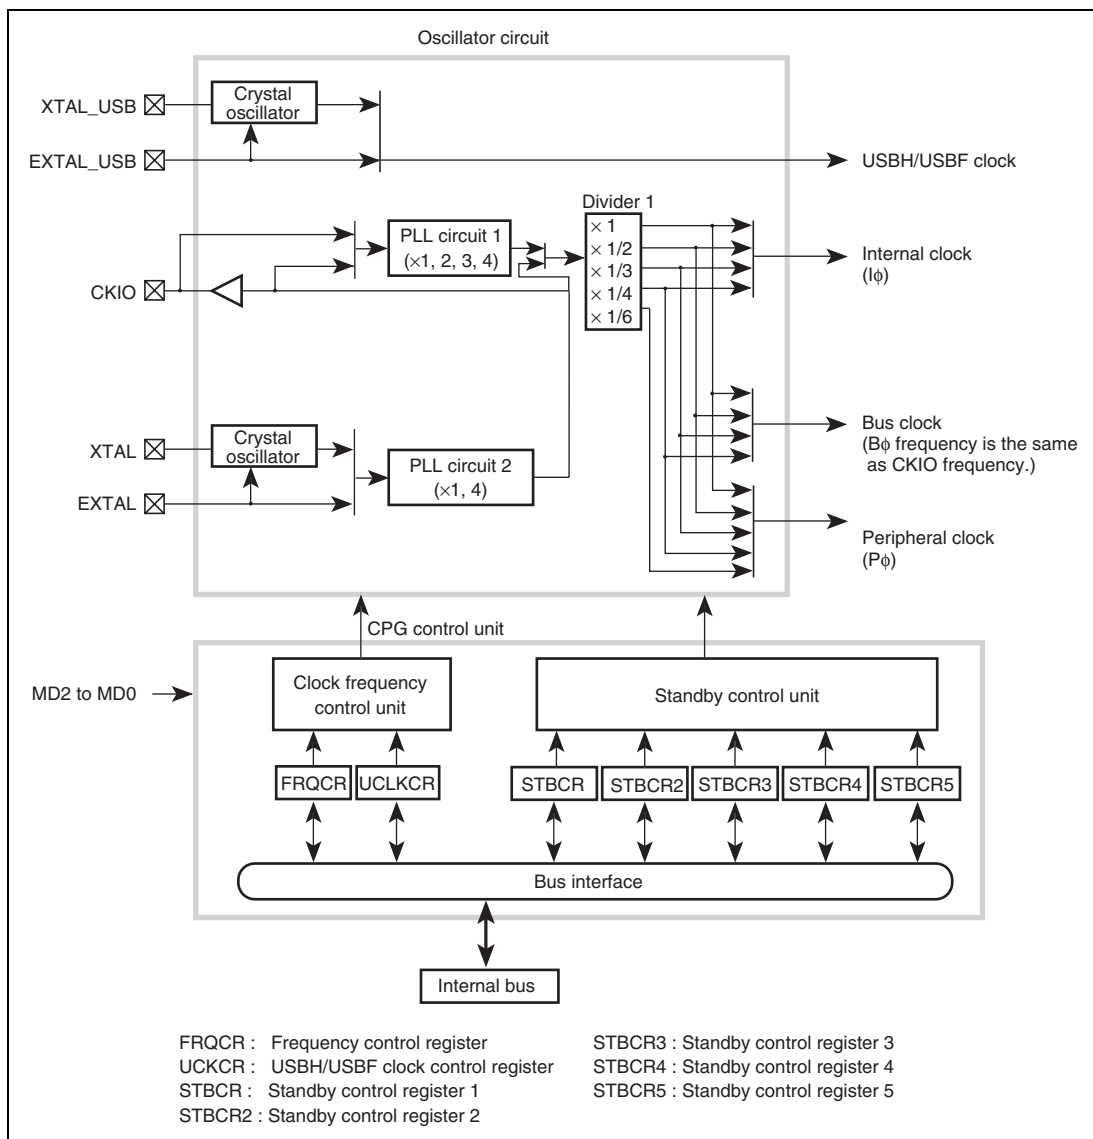 Oscillator circuit
XTAL_USB
Crystal
oscillator
EXTAL_USB
USBH/USBF clock
Divider 1
× 1
× 1/2
× 1/3
× 1/4
× 1/6
PLL circuit 1
(×1, 2, 3, 4)
Internal clock
(Iϕ)
CKIO
XTAL
Crystal
oscillator
EXTAL
PLL circuit 2
(×1, 4)
Bus clock
(Bϕ frequency is the same
as CKIO frequency.)
Peripheral clock
(Pϕ)
CPG control unit
MD2 to MD0
Clock frequency
control unit
Standby control unit
FRQCR
UCLKCR
STBCR
STBCR2
STBCR3
STBCR4
STBCR5
Bus interface
Internal bus
FRQCR : Frequency control register
UCKCR : USBH/USBF clock control register
STBCR : Standby control register 1
STBCR2 : Standby control register 2
STBCR3 : Standby control register 3
STBCR4 : Standby control register 4
STBCR5 : Standby control register 5